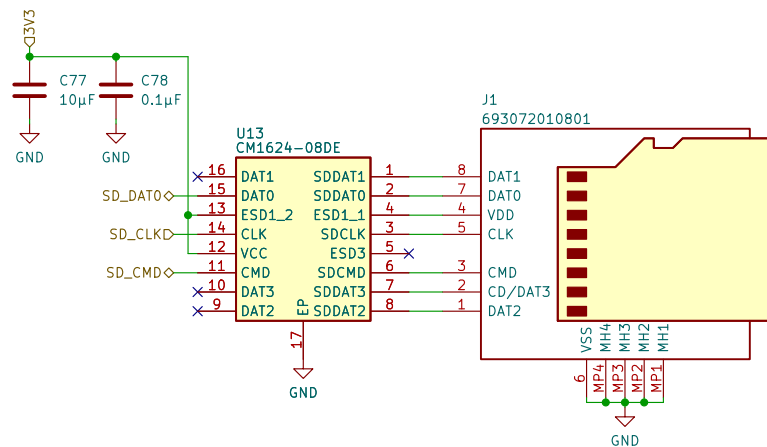 3V3
C77
10µF
C78
0.1µF
GND
GND
U13
CM1624-08DE
16 DAT1 SDDAT1 1
SD_DAT0 15 DAT0 SDDAT0 2
13 ESD1_2 ESD1_1 4
SD_CLK 14 CLK SDCLK 3
12 VCC ESD3 5
SD_CMD 11 CMD SDCMD 6
10 DAT3 SDDAT3 7
9 DAT2 SDDAT2 8
EP
17
GND
J1
693072010801
8 DAT1
7 DAT0
4 VDD
5 CLK
3 CMD
2 CD/DAT3
1 DAT2
VSS MH4 MH3 MH2 MH1
6 MP4 MP3 MP2 MP1
GND